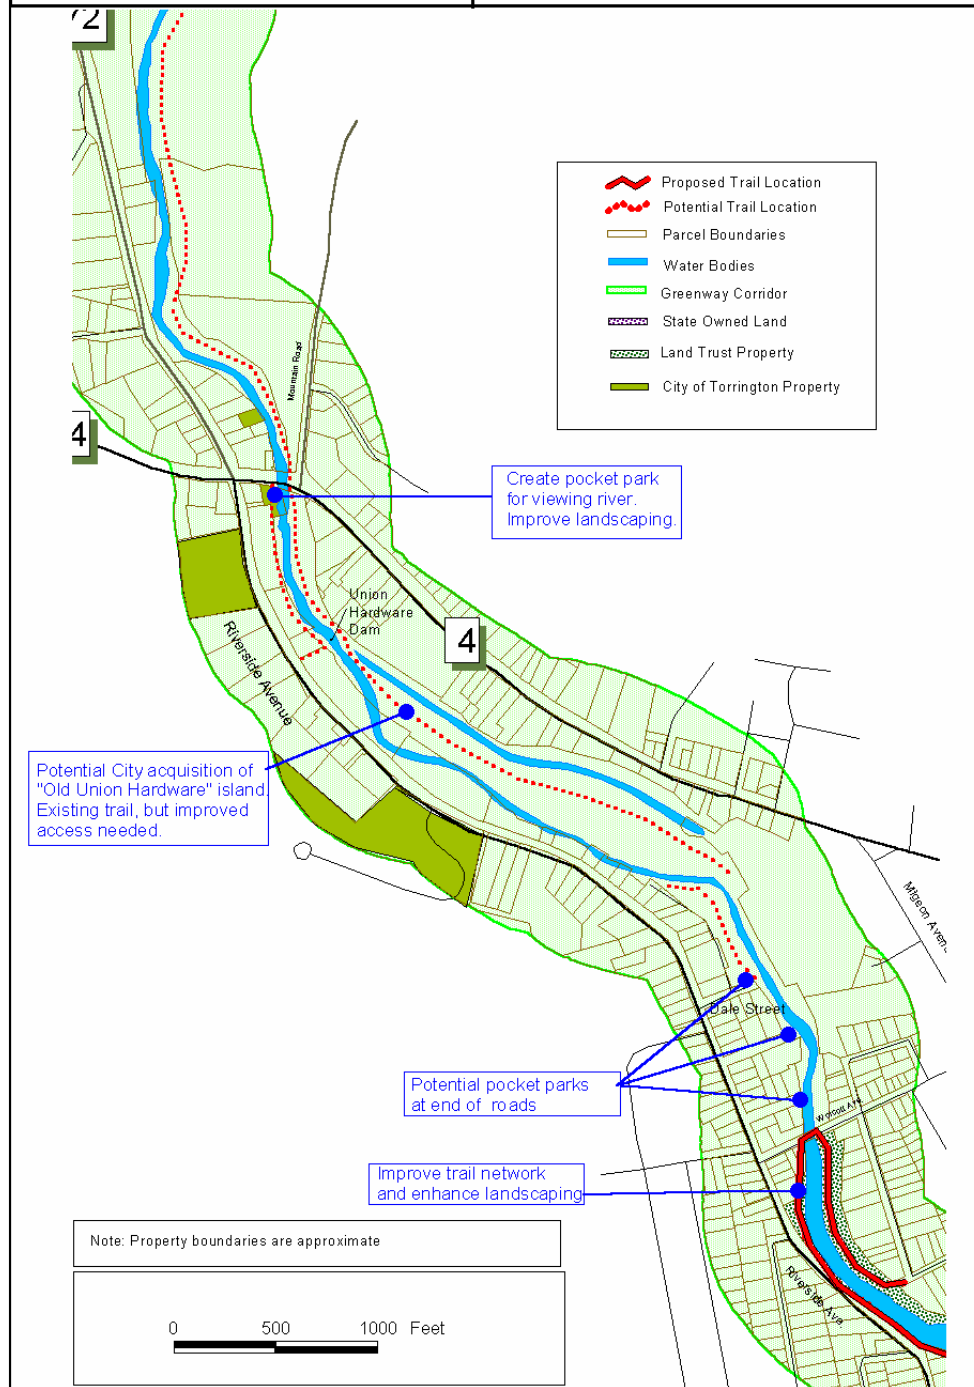 /2
Proposed Trail Location
Potential Trail Location
Parcel Boundaries
Water Bodies
Greenway Corridor
State Owned Land
Land Trust Property
City of Torrington Property
Mountain Road
4
Create pocket park
for viewing river.
Improve landscaping.
Union
Hardware
Dam
4
Riverside Avenue
Potential City acquisition of
"Old Union Hardware" island.
Existing trail, but improved
access needed.
Migeon Avenu
Dale Street
Potential pocket parks
at end of roads
Wolcott Ave
Improve trail network
and enhance landscaping
Riverside Ave.
Note: Property boundaries are approximate
0 500 1000 Feet